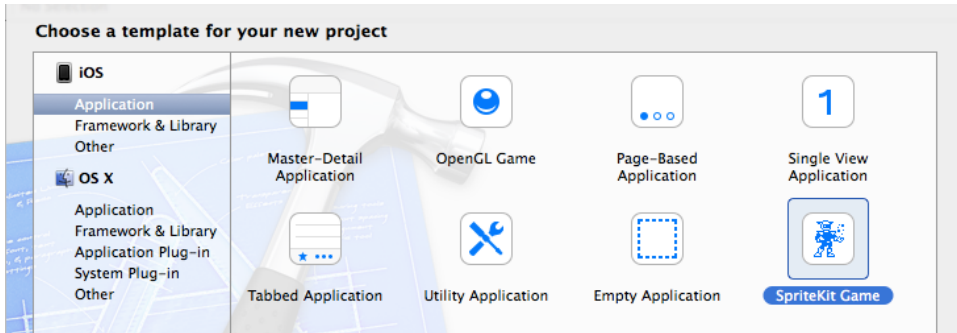 Choose a template for your new project
iOS
Application
Framework & Library
Other
OS X
Application
Framework & Library
Application Plug-in
System Plug-in
Other
Master-Detail
Application
OpenGL Game
Page-Based
Application
1
Single View
Application
Tabbed Application
Utility Application
Empty Application
SpriteKit Game